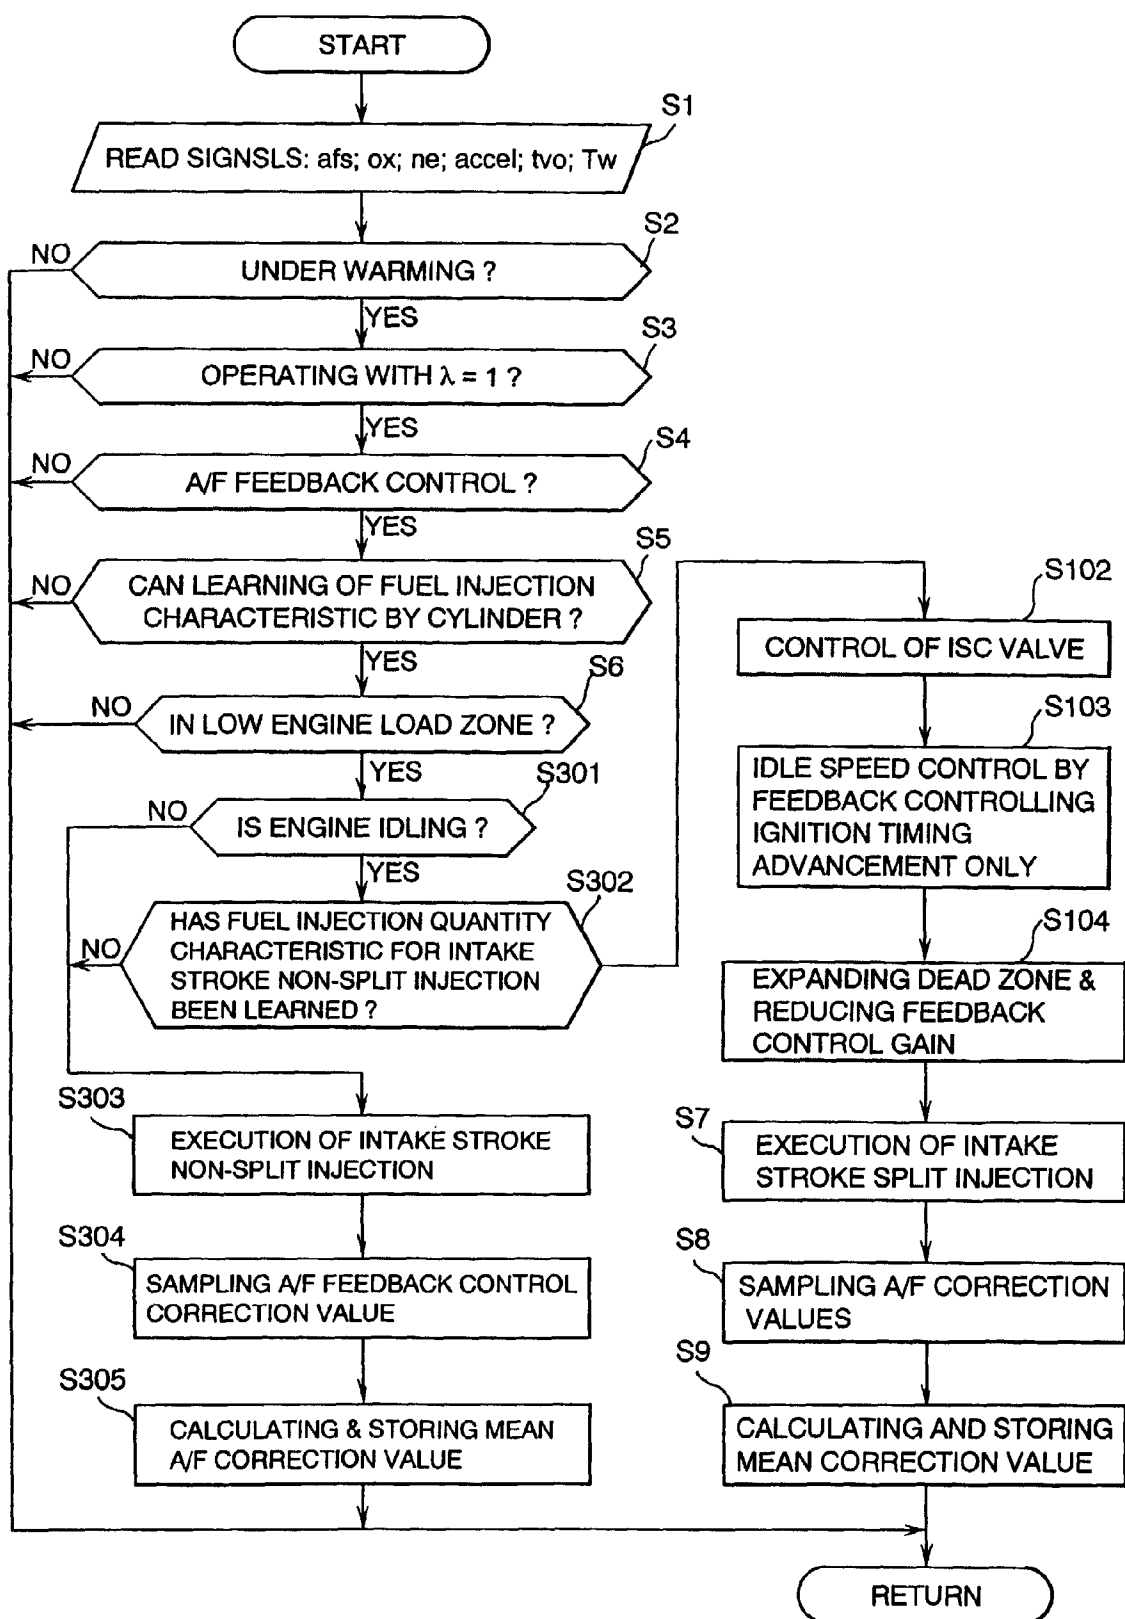 START
S1
READ SIGNSLS: afs; ox; ne; accel; tvo; Tw
S2
NO
UNDER WARMING ?
YES
S3
NO
OPERATING WITH λ = 1 ?
YES
S4
NO
A/F FEEDBACK CONTROL ?
YES
S5
NO
CAN LEARNING OF FUEL INJECTION
CHARACTERISTIC BY CYLINDER ?
YES
S6
NO
IN LOW ENGINE LOAD ZONE ?
YES
S301
NO
IS ENGINE IDLING ?
YES
S302
NO
HAS FUEL INJECTION QUANTITY
CHARACTERISTIC FOR INTAKE
STROKE NON-SPLIT INJECTION
BEEN LEARNED ?
S303
EXECUTION OF INTAKE STROKE
NON-SPLIT INJECTION
S304
SAMPLING A/F FEEDBACK CONTROL
CORRECTION VALUE
S305
CALCULATING & STORING MEAN
A/F CORRECTION VALUE
S102
CONTROL OF ISC VALVE
S103
IDLE SPEED CONTROL BY
FEEDBACK CONTROLLING
IGNITION TIMING
ADVANCEMENT ONLY
S104
EXPANDING DEAD ZONE &
REDUCING FEEDBACK
CONTROL GAIN
S7
EXECUTION OF INTAKE
STROKE SPLIT INJECTION
S8
SAMPLING A/F CORRECTION
VALUES
S9
CALCULATING AND STORING
MEAN CORRECTION VALUE
RETURN